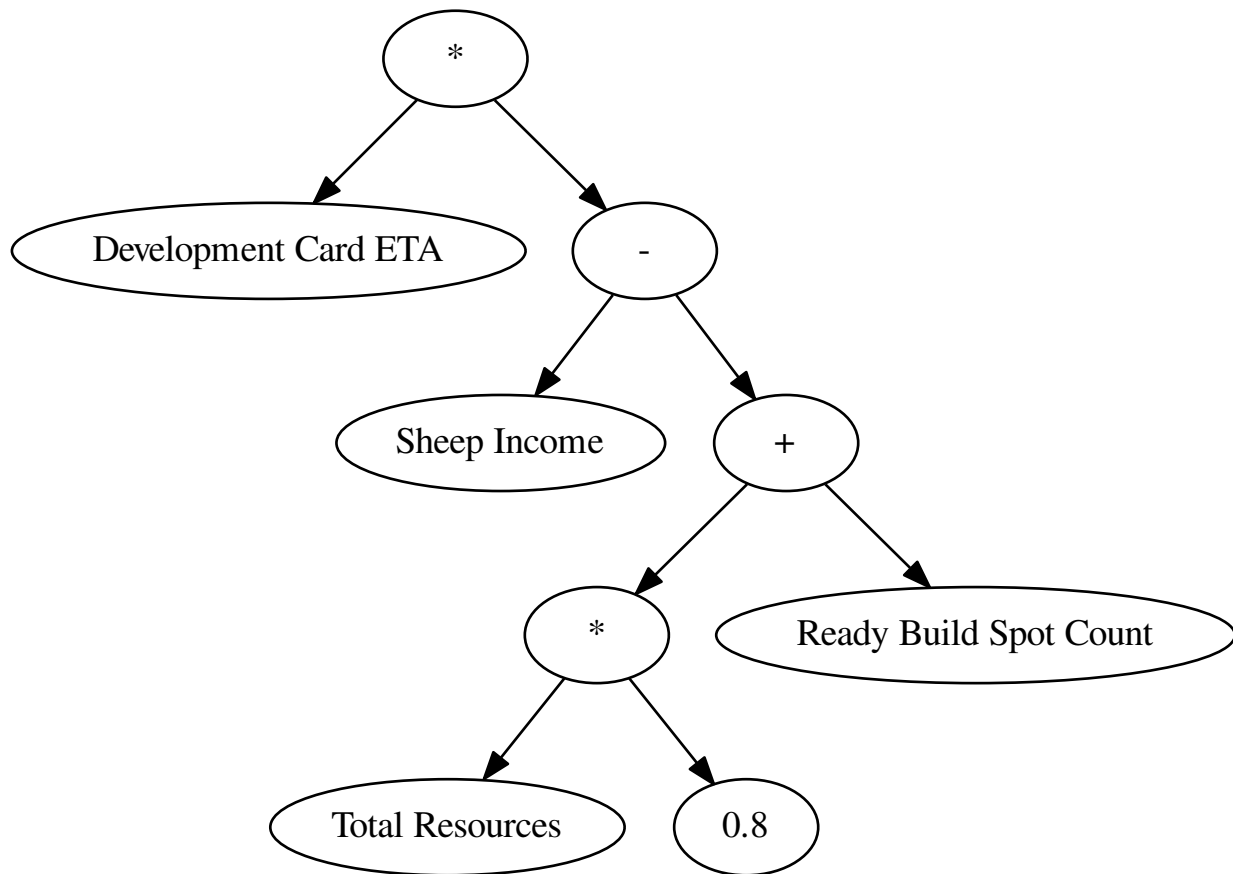 *
Development Card ETA
-
Sheep Income
+
*
Ready Build Spot Count
Total Resources
0.8